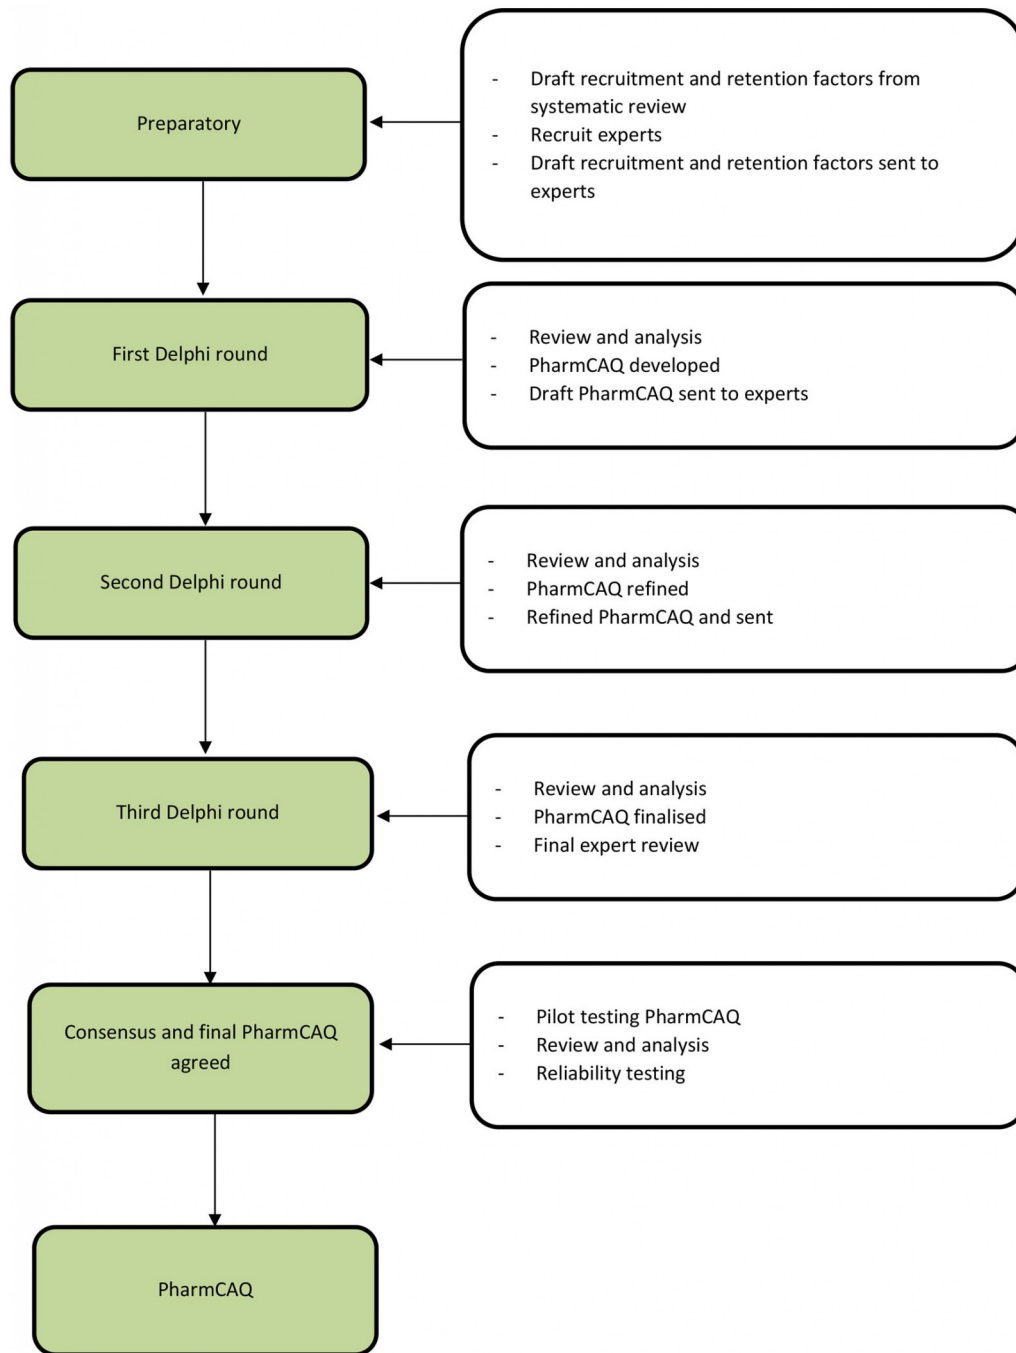 Preparatory
- Draft recruitment and retention factors from
systematic review
- Recruit experts
- Draft recruitment and retention factors sent to
experts
First Delphi round
- Review and analysis
- PharmCAQ developed
- Draft PharmCAQ sent to experts
Second Delphi round
- Review and analysis
- PharmCAQ refined
- Refined PharmCAQ and sent
Third Delphi round
- Review and analysis
- PharmCAQ finalised
- Final expert review
Consensus and final PharmCAQ
agreed
- Pilot testing PharmCAQ
- Review and analysis
- Reliability testing
PharmCAQ